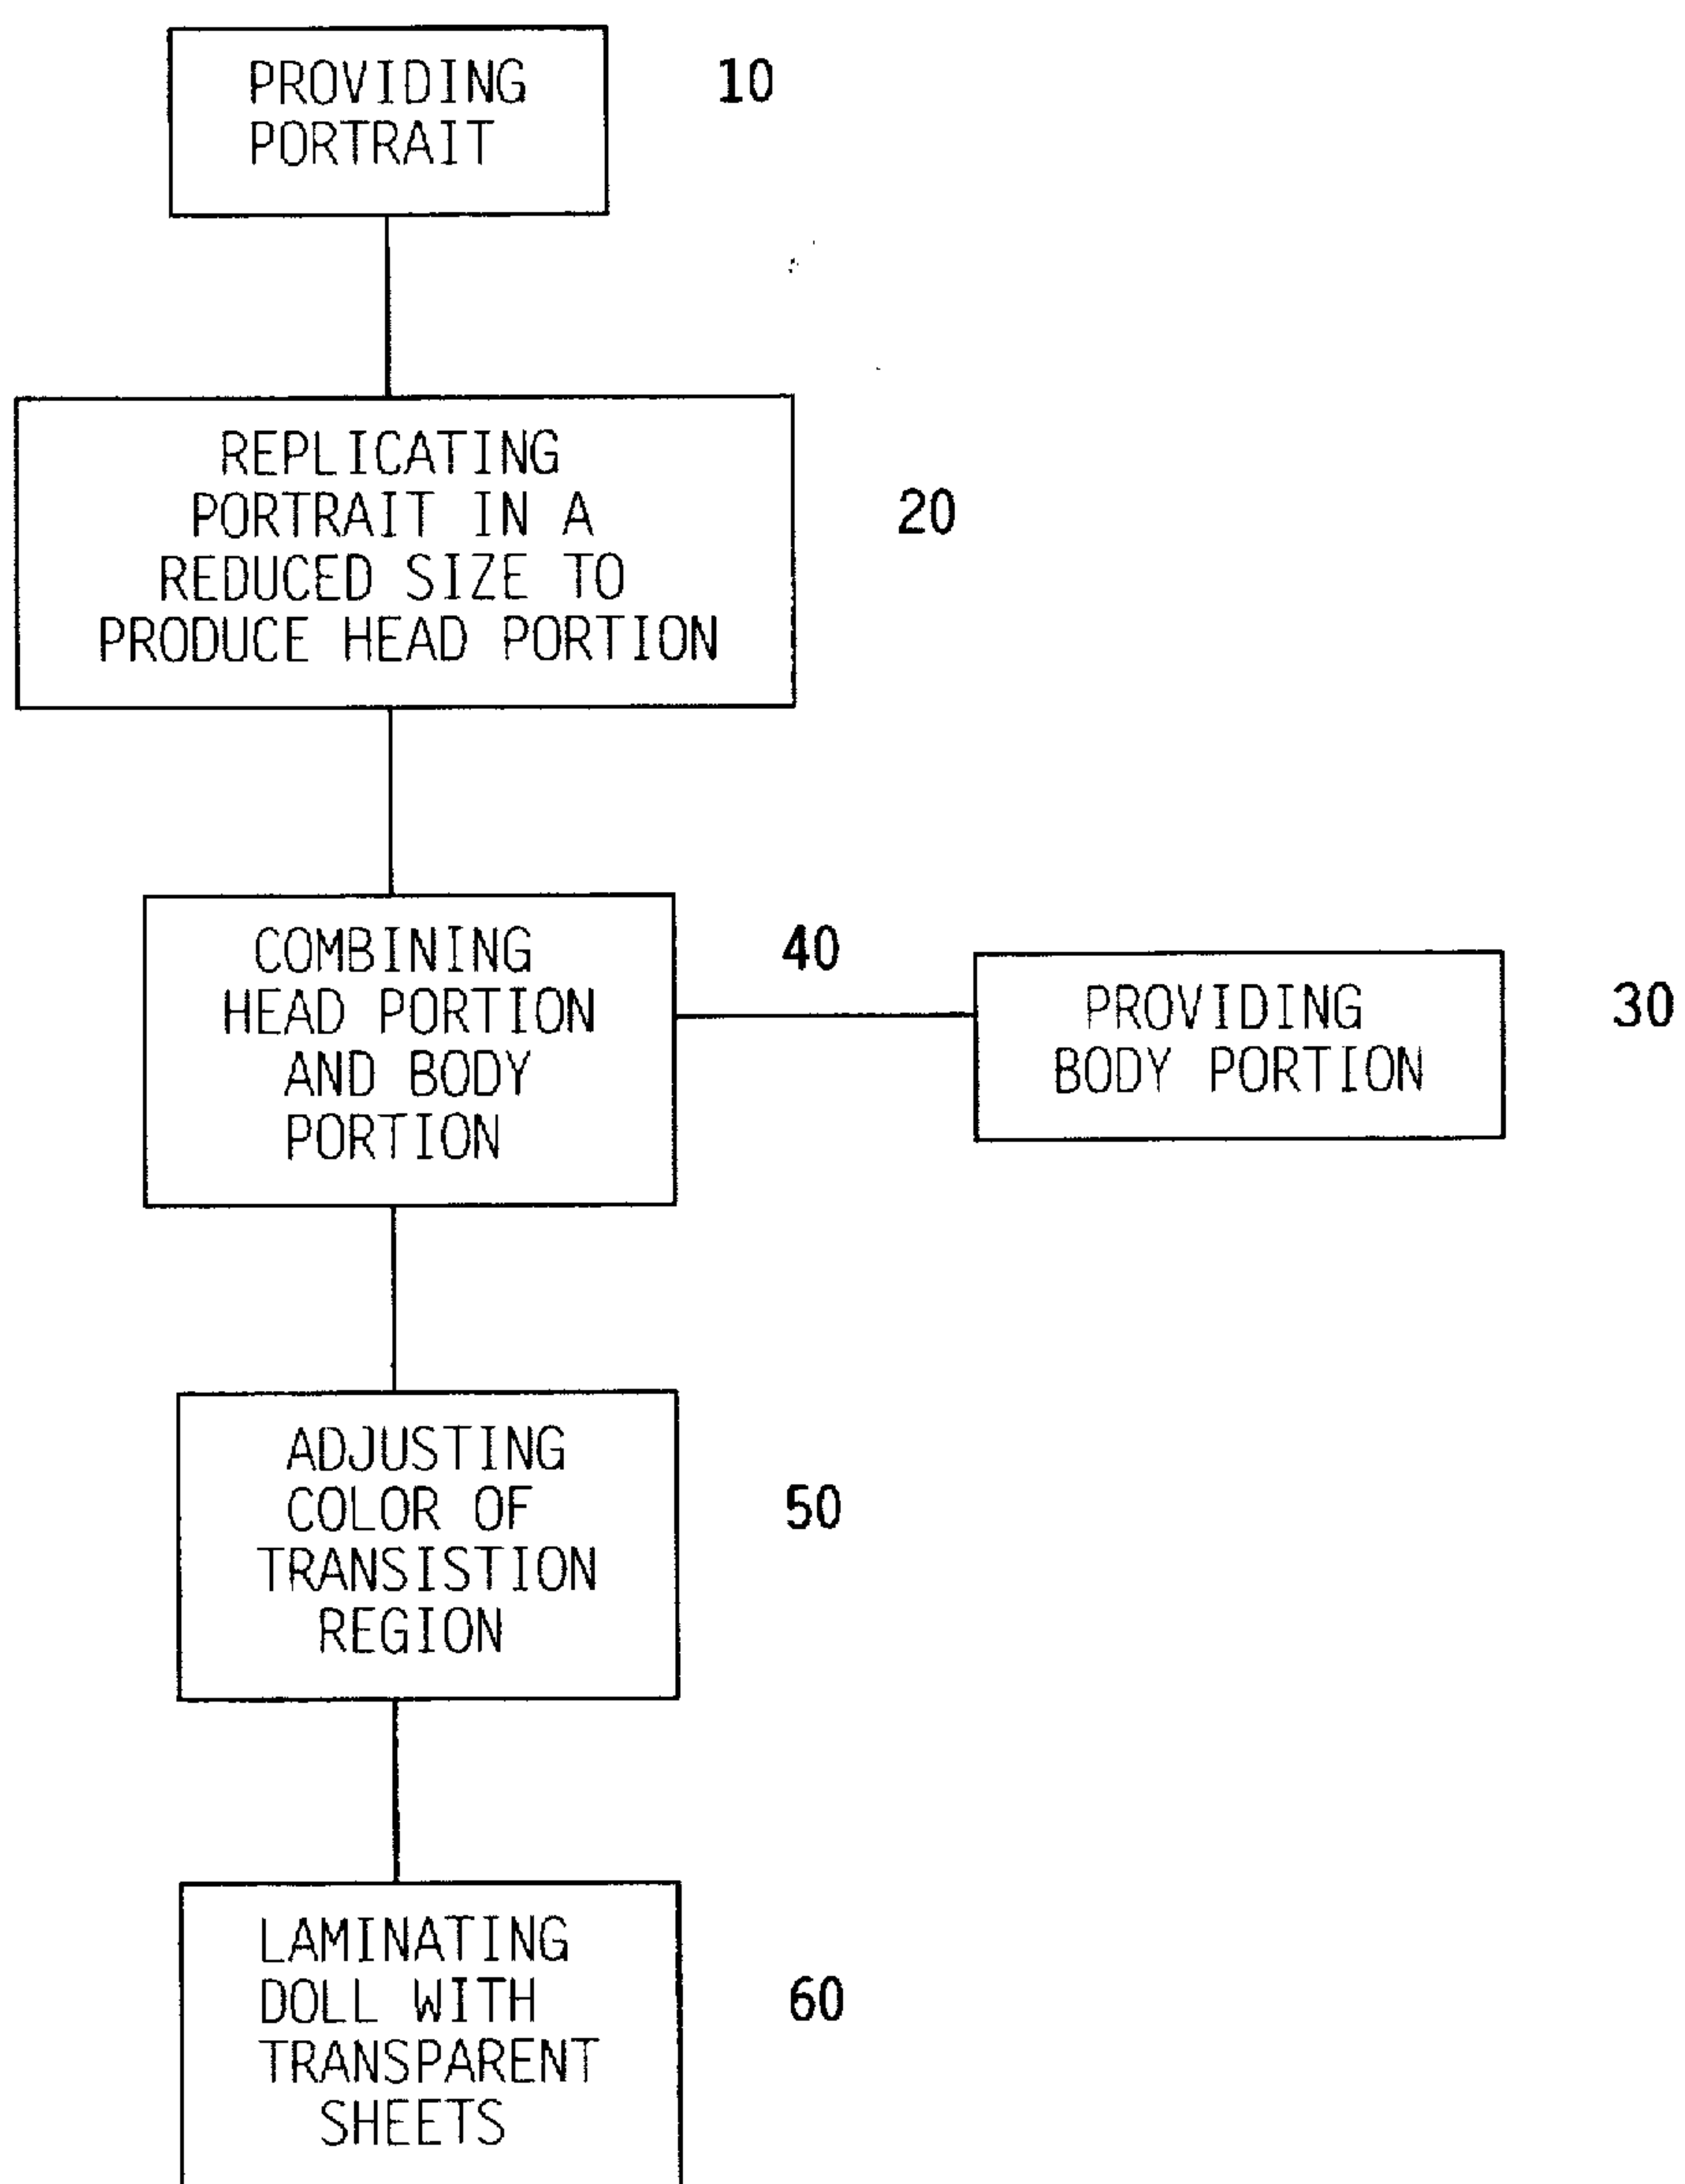 PROVIDING
PORTRAIT
10
REPLICATING
PORTRAIT IN A
REDUCED SIZE TO
PRODUCE HEAD PORTION
20
COMBINING
HEAD PORTION
AND BODY
PORTION
40
PROVIDING
BODY PORTION
30
ADJUSTING
COLOR OF
TRANSISTION
REGION
50
LAMINATING
DOLL WITH
TRANSPARENT
SHEETS
60